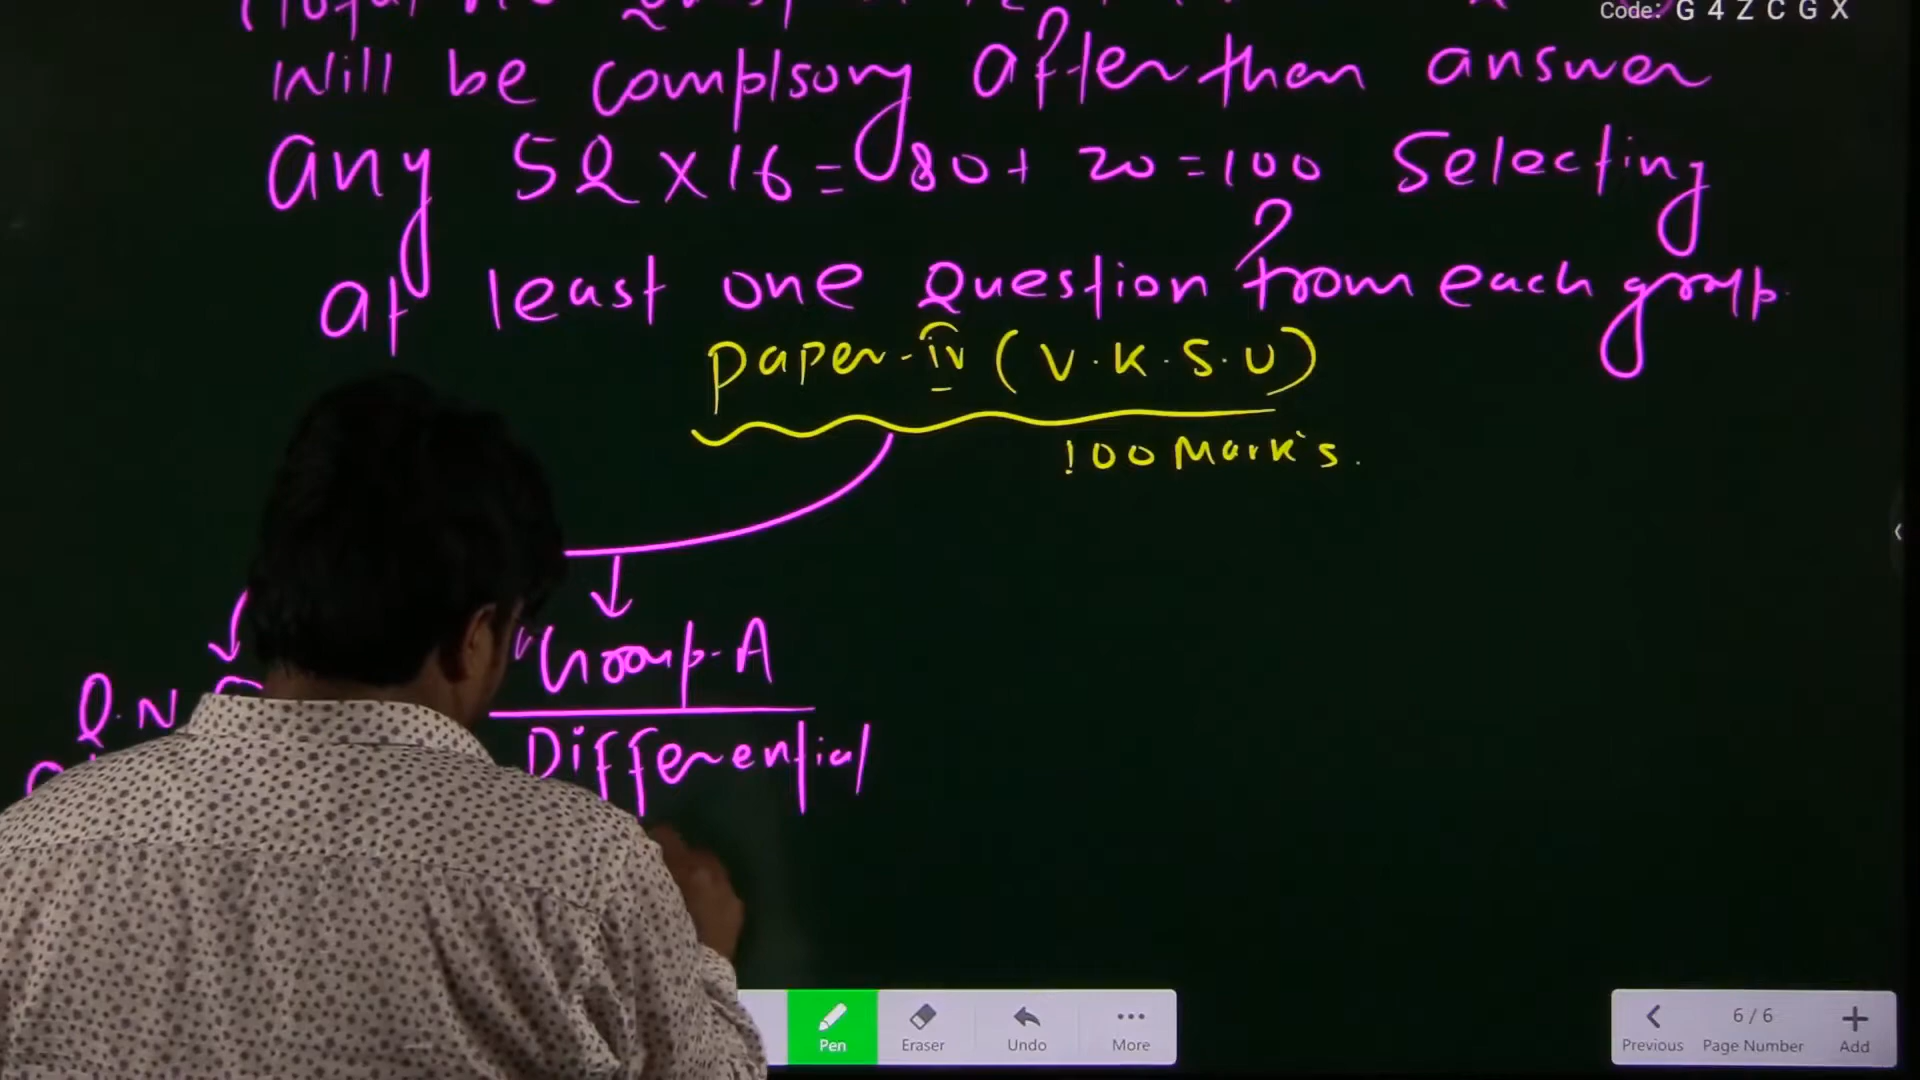 Code: G 4 Z C G X
will be complsory after then answer
any 5Q x 16 = 80 + 20 = 100 Selecting
at least one Question from each group.
paper-iv (V.K.S.U)
100 Mark's.
Group-A
Q.N
Differential
Pen
Eraser
Undo
More
Previous
6 / 6
Page Number
Add